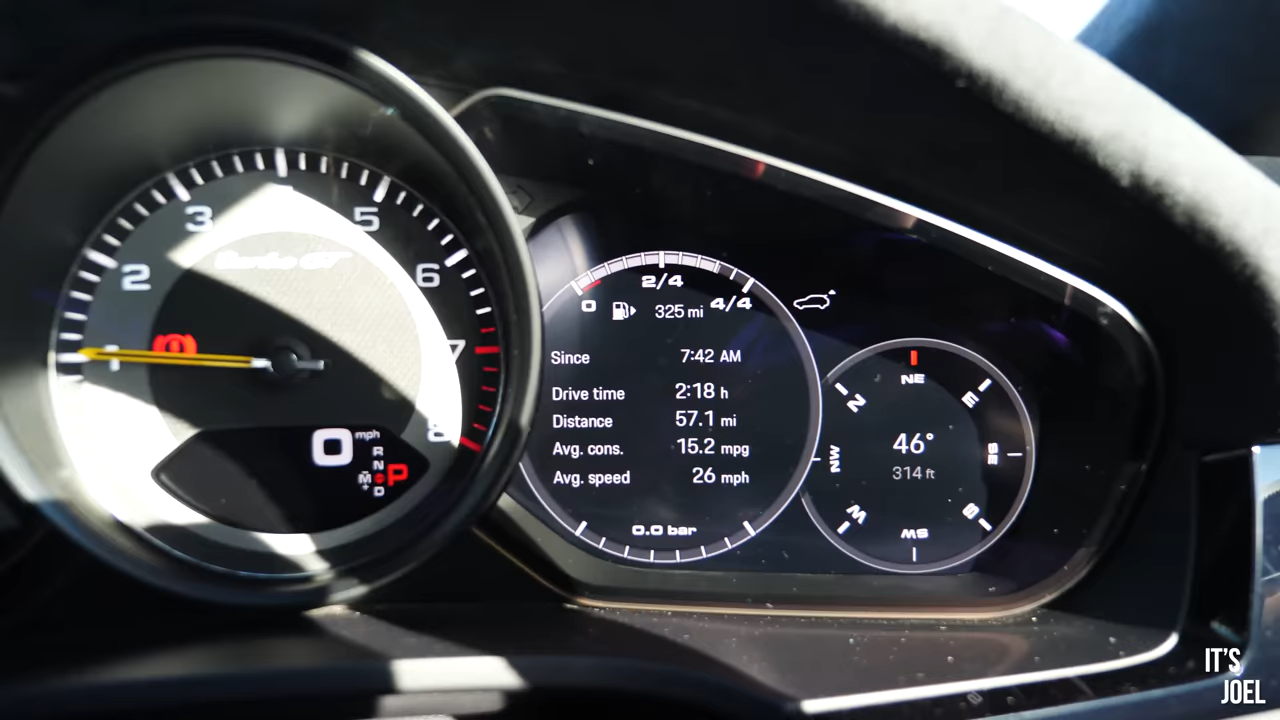 1
2
3
5
6
7
8
Turbo GT
0 mph
R
N
D
M
+
P
2/4
0
4/4
325 mi
Since 7:42 AM
Drive time 2:18 h
Distance 57.1 mi
Avg. cons. 15.2 mpg
Avg. speed 26 mph
0.0 bar
NE
N
E
NW
SE
W
S
SW
46°
314 ft
IT'S
JOEL